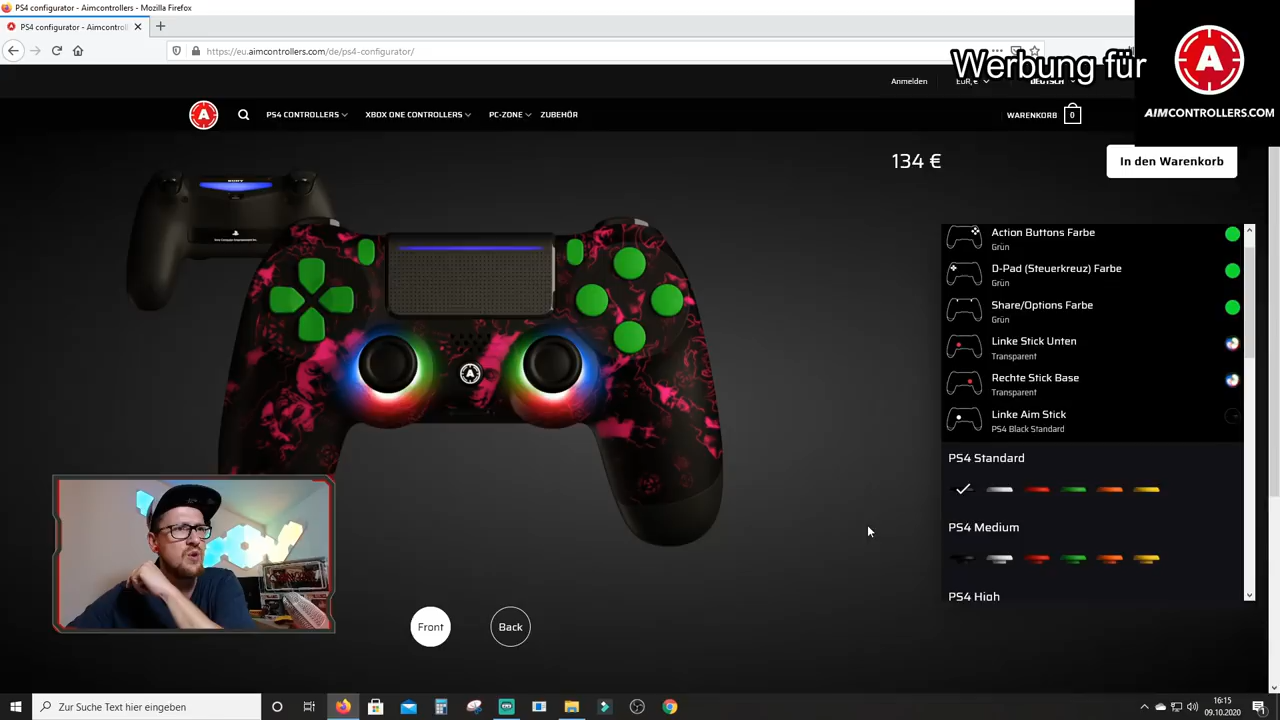 PS4 configurator - Aimcontrollers - Mozilla Firefox
PS4 configurator - Aimcontroll
https://eu.aimcontrollers.com/de/ps4-configurator/
Werbung für
A
AIMCONTROLLERS.COM
Anmelden
EUR, €
DEUTSCH
A
PS4 CONTROLLERS
XBOX ONE CONTROLLERS
PC-ZONE
ZUBEHÖR
WARENKORB
0
134 €
In den Warenkorb
SONY
A
Action Buttons Farbe
Grün
D-Pad (Steuerkreuz) Farbe
Grün
Share/Options Farbe
Grün
Linke Stick Unten
Transparent
Rechte Stick Base
Transparent
Linke Aim Stick
PS4 Black Standard
PS4 Standard
PS4 Medium
PS4 High
Front
Back
Zur Suche Text hier eingeben
16:15
09.10.2020